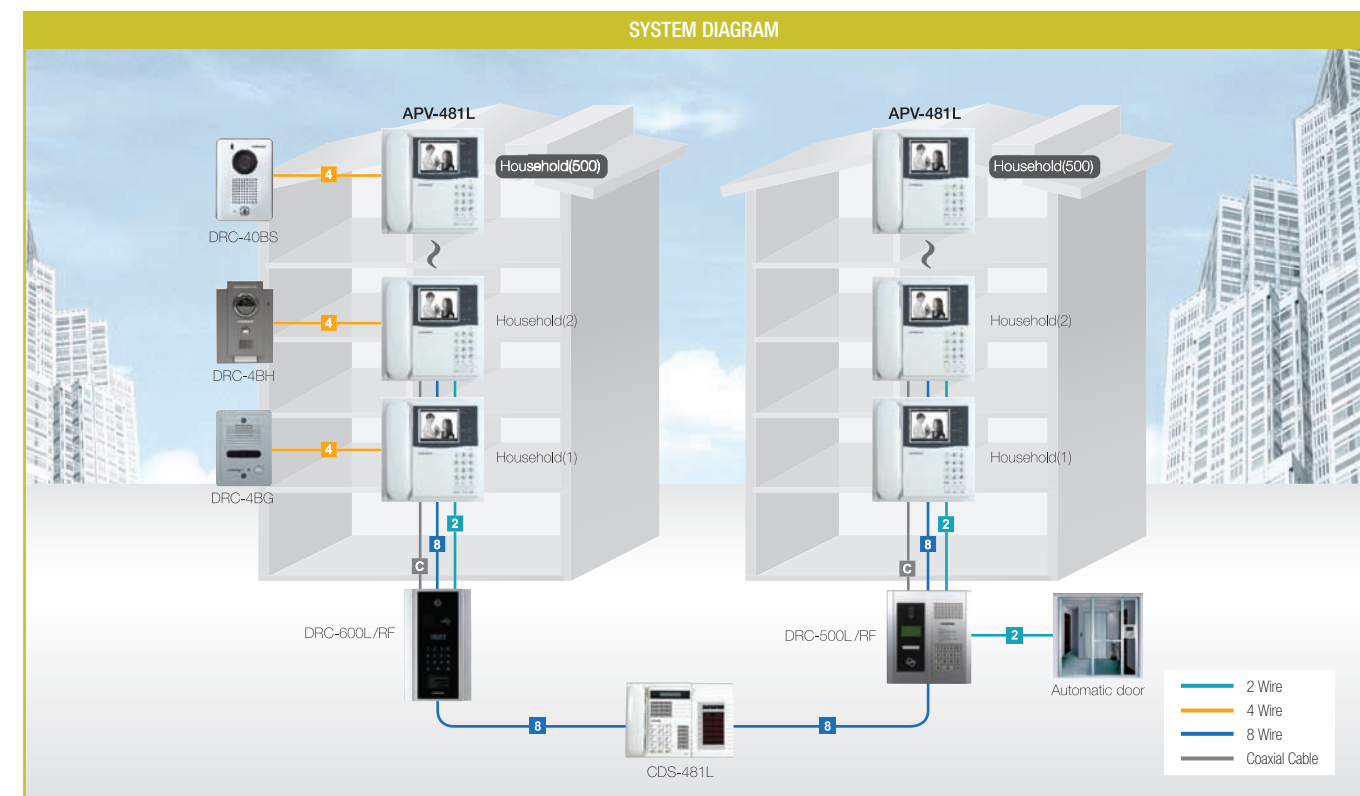 SYSTEM DIAGRAM
APV-481L
APV-481L
Household(500)
Household(500)
4
DRC-40BS
Household(2)
Household(2)
4
DRC-4BH
Household(1)
Household(1)
4
DRC-4BG
2
8
C
2
8
C
DRC-600L/RF
DRC-500L/RF
2
Automatic door
8
8
CDS-481L
2 Wire
4 Wire
8 Wire
Coaxial Cable